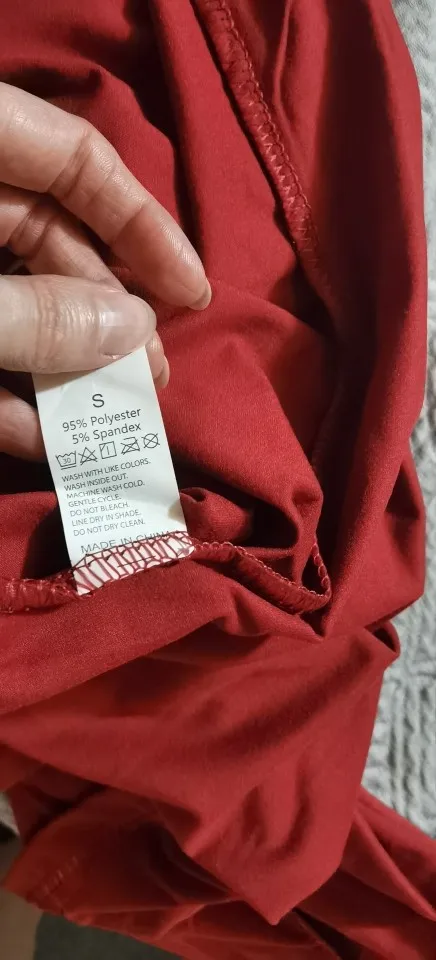 S
95% Polyester
5% Spandex
30
WASH WITH LIKE COLORS.
WASH INSIDE OUT.
MACHINE WASH COLD.
GENTLE CYCLE.
DO NOT BLEACH.
LINE DRY IN SHADE.
DO NOT DRY CLEAN.
MADE IN CHINA